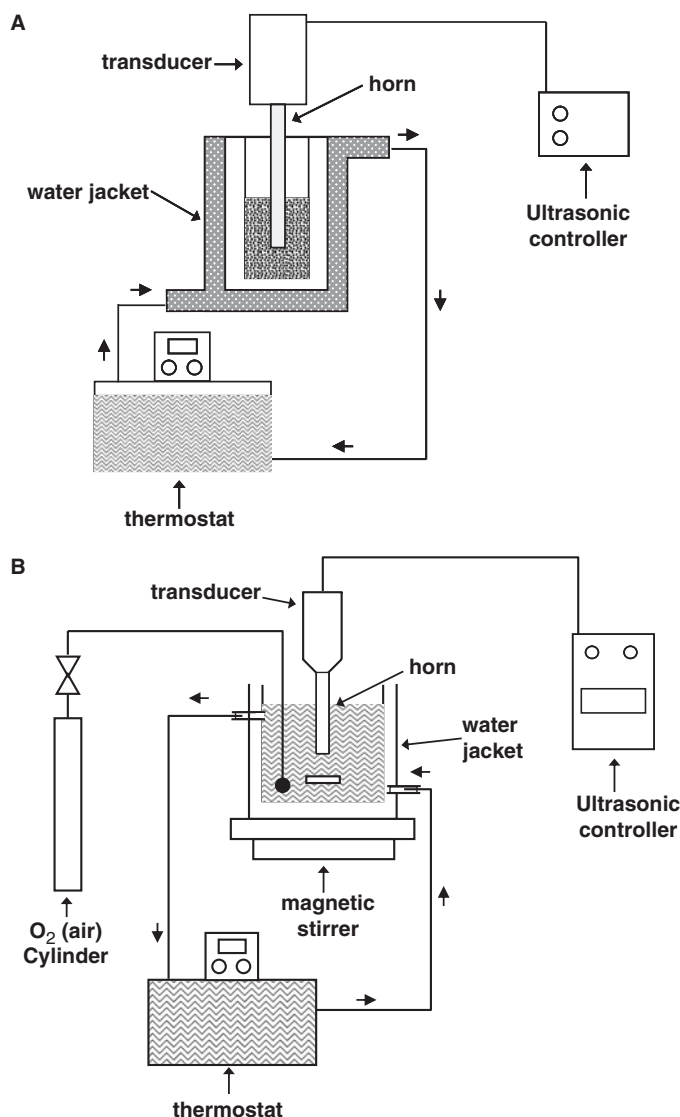 A
transducer
horn
water jacket
Ultrasonic
controller
thermostat
B
transducer
horn
water
jacket
Ultrasonic
controller
magnetic
stirrer
O₂ (air)
Cylinder
thermostat